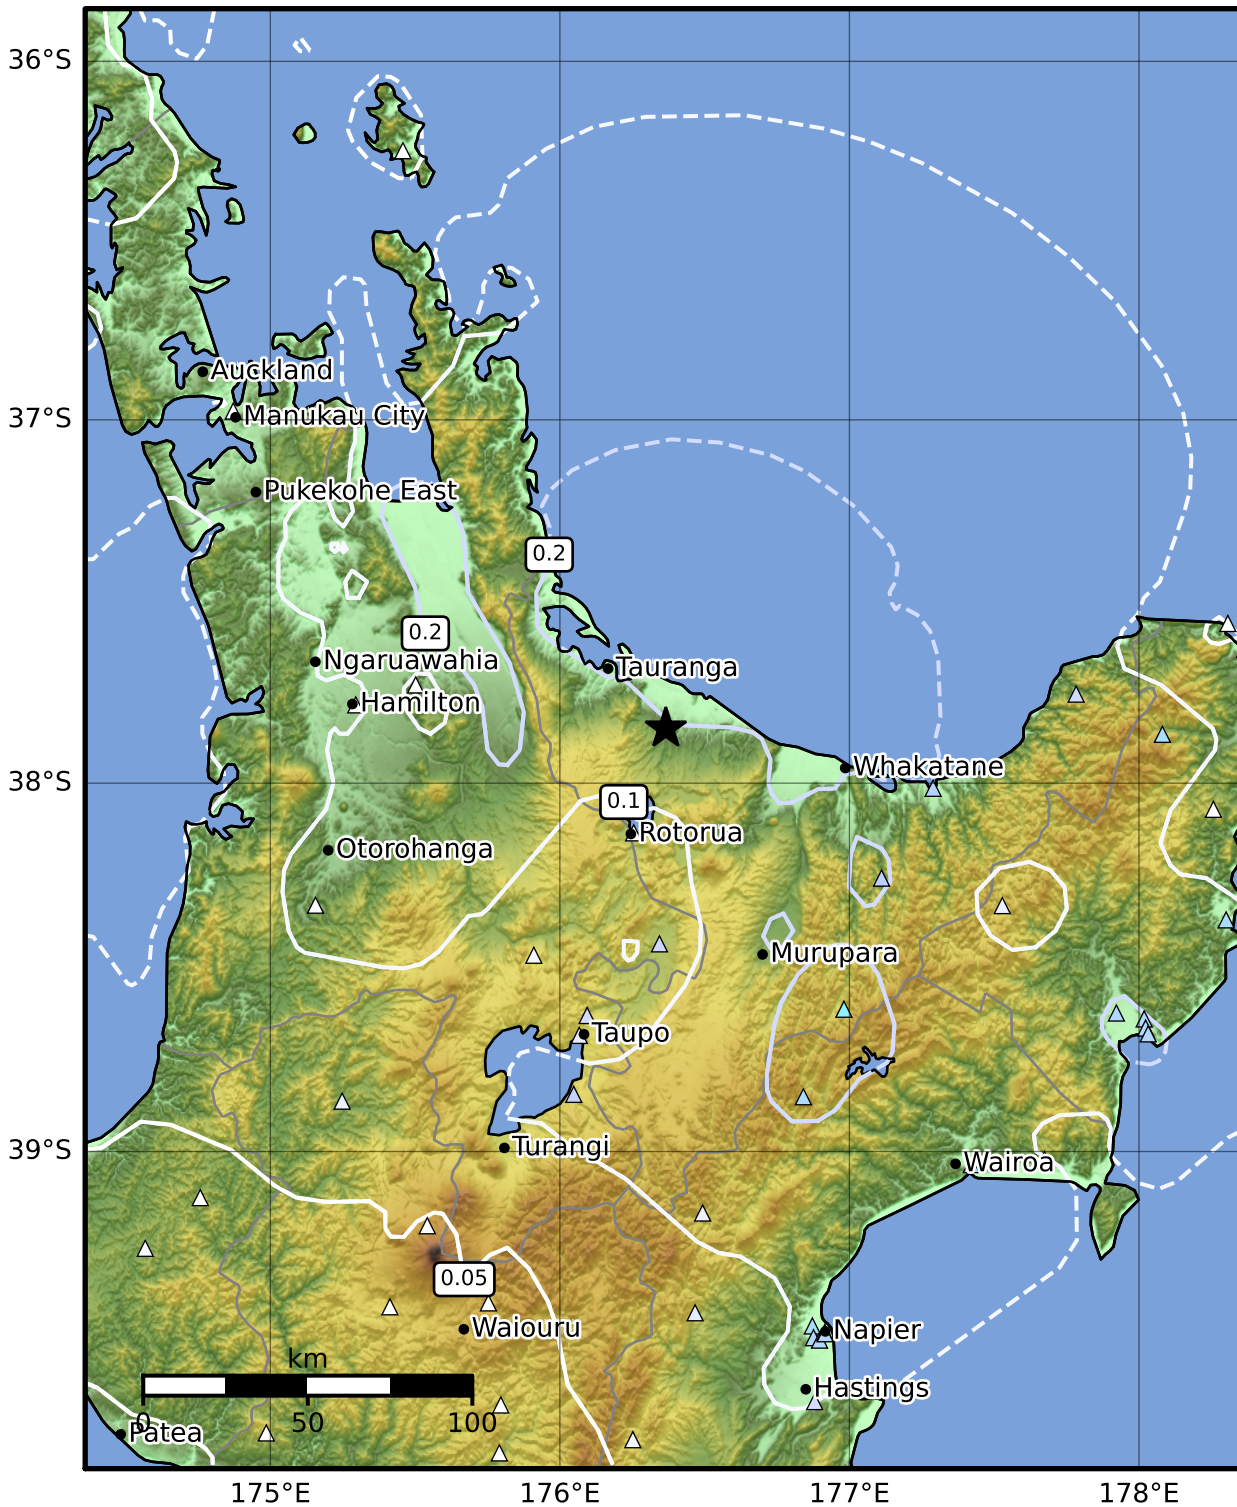 36°S
Auckland
37°S
Manukau City
Pukekohe East
0.2
0.2
Ngaruawahia
Tauranga
Hamilton
Whakatane
38°S
0.1
Rotorua
Otorohanga
Murupara
Taupo
39°S
Turangi
Wairoa
0.05
Waiouru
Napier
km
Hastings
0 50 100
Patea
175°E 176°E 177°E 178°E